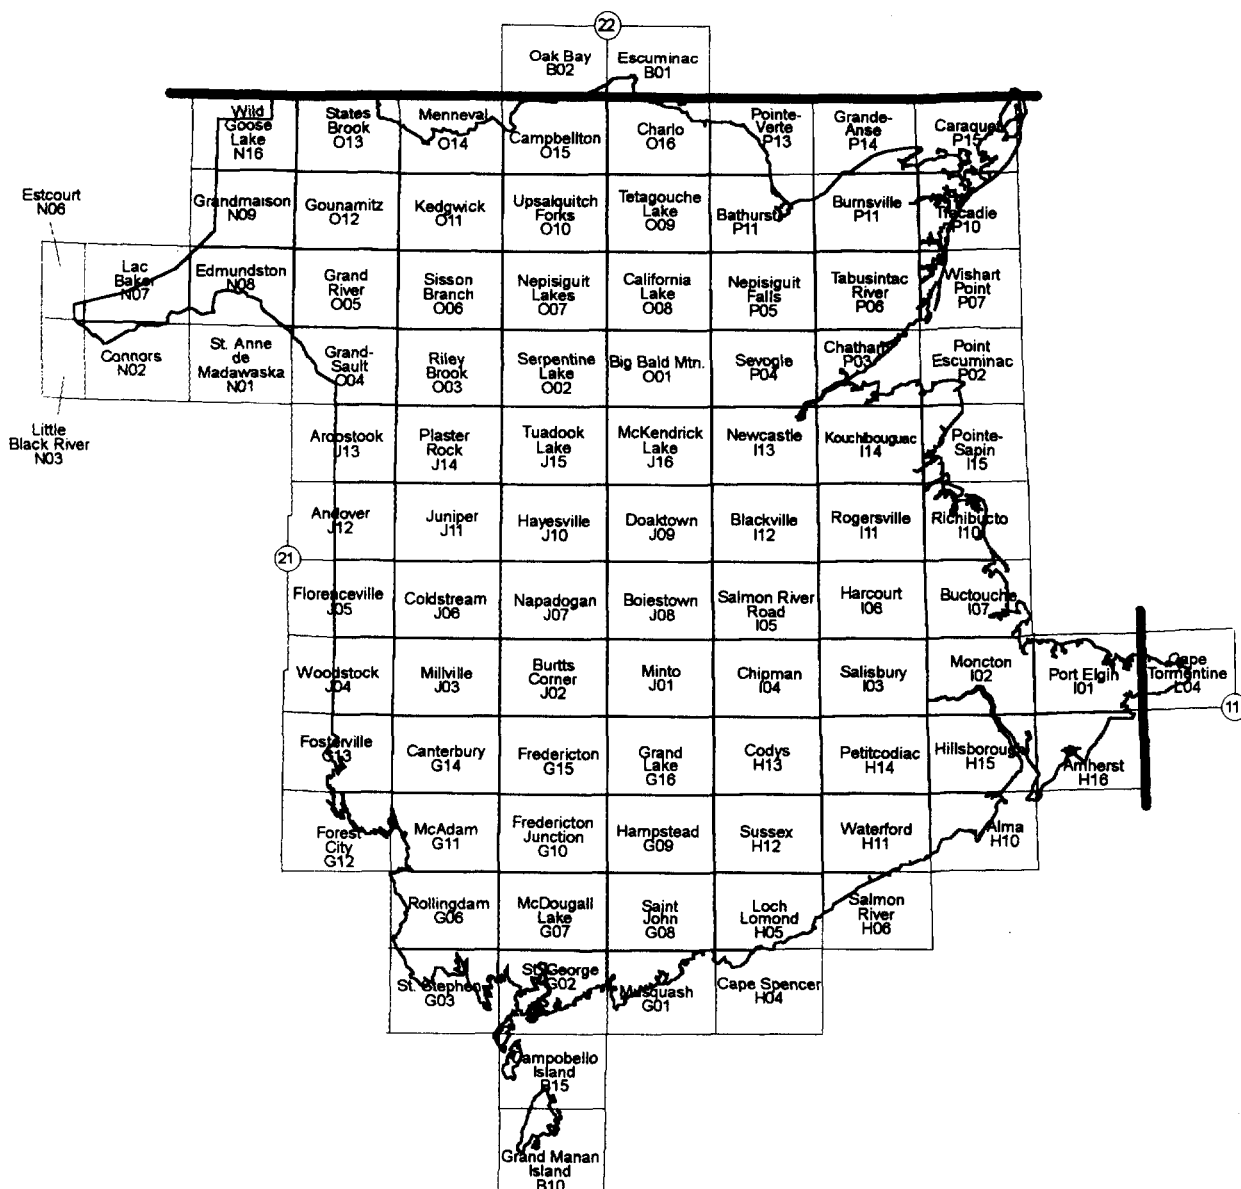 22
Oak Bay
B02
Escuminac
B01
Wild
Goose
Lake
N16
States
Brook
O13
Menneval
O14
Campbellton
O15
Charlo
O16
Pointe-
Verte
P13
Grande-
Anse
P14
Caraquet
P15
Estcourt
N06
Grandmaison
N09
Gounamitz
O12
Kedgwick
O11
Upsalquitch
Forks
O10
Tetagouche
Lake
O09
Bathurst
P11
Burnsville
P11
Tracadie
P10
Lac
Baker
N07
Edmundston
N08
Grand
River
O05
Sisson
Branch
O06
Nepisiguit
Lakes
O07
California
Lake
O08
Nepisiguit
Falls
P05
Tabusintac
River
P06
Wishart
Point
P07
Connors
N02
St. Anne
de
Madawaska
N01
Grand-
Sault
O04
Riley
Brook
O03
Serpentine
Lake
O02
Big Bald Mtn.
O01
Sevogle
P04
Chatham
P03
Point
Escuminac
P02
Little
Black River
N03
Aroostook
J13
Plaster
Rock
J14
Tuadook
Lake
J15
McKendrick
Lake
J16
Newcastle
I13
Kouchibouguac
I14
Pointe-
Sapin
I15
Andover
J12
Juniper
J11
Hayesville
J10
Doaktown
J09
Blackville
I12
Rogersville
I11
Richibucto
I10
21
Florenceville
J05
Coldstream
J06
Napadogan
J07
Boiestown
J08
Salmon River
Road
I05
Harcourt
I06
Buctouche
I07
Woodstock
J04
Millville
J03
Burtts
Corner
J02
Minto
J01
Chipman
I04
Salisbury
I03
Moncton
I02
Port Elgin
I01
Cape
Tormentine
L04
11
Fosterville
G13
Canterbury
G14
Fredericton
G15
Grand
Lake
G16
Codys
H13
Petitcodiac
H14
Hillsborough
H15
Amherst
H16
Forest
City
G12
McAdam
G11
Fredericton
Junction
G10
Hampstead
G09
Sussex
H12
Waterford
H11
Alma
H10
Rollingdam
G06
McDougall
Lake
G07
Saint
John
G08
Loch
Lomond
H05
Salmon
River
H06
St. Stephen
G03
St. George
G02
Musquash
G01
Cape Spencer
H04
Campobello
Island
B15
Grand Manan
Island
B10